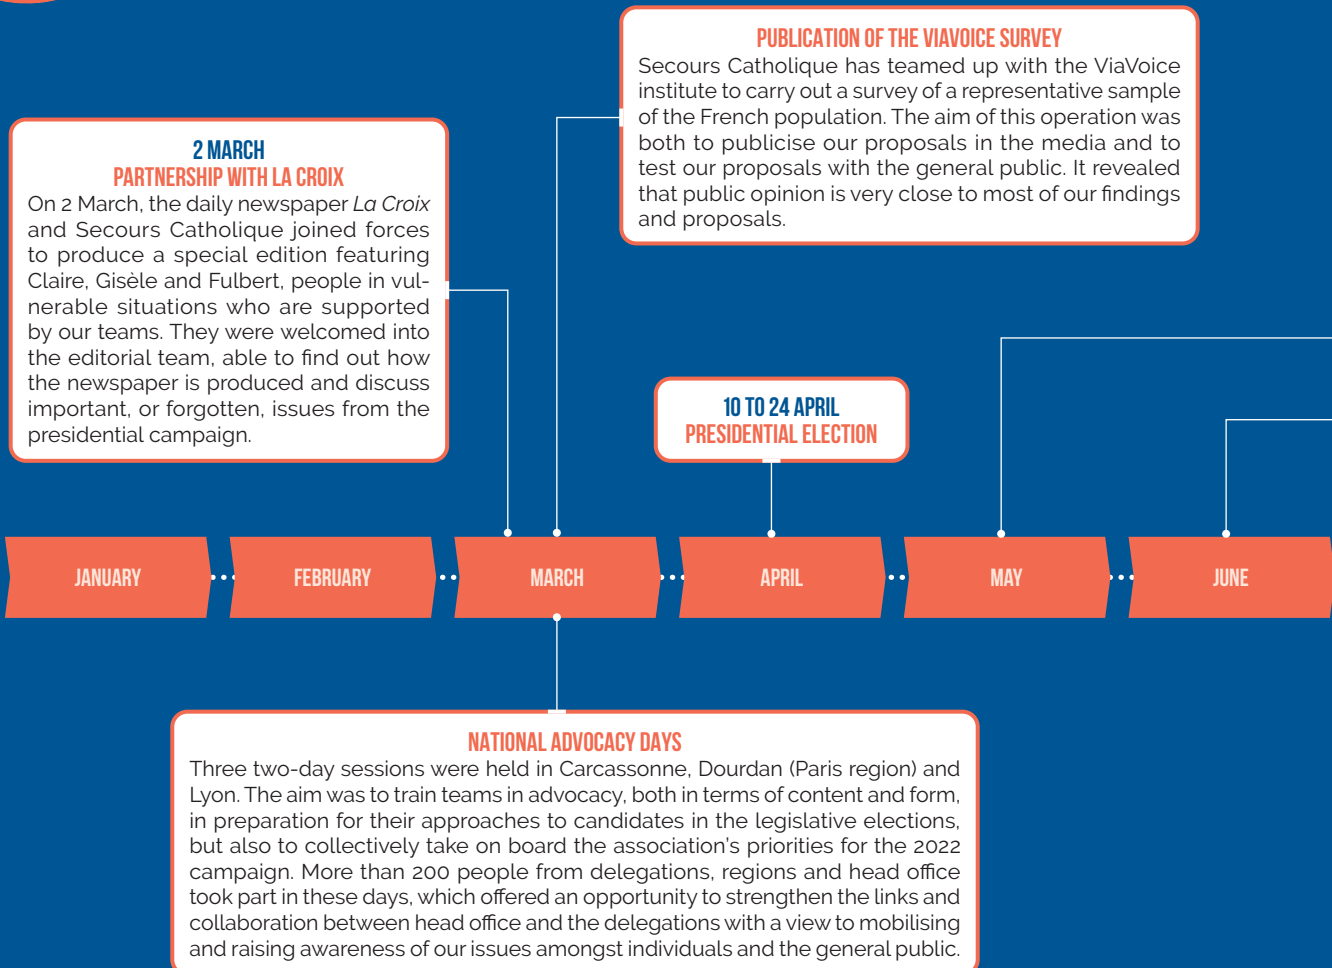 PUBLICATION OF THE VIAVOICE SURVEY
Secours Catholique has teamed up with the ViaVoice
institute to carry out a survey of a representative sample
of the French population. The aim of this operation was
both to publicise our proposals in the media and to
test our proposals with the general public. It revealed
that public opinion is very close to most of our findings
and proposals.
2 MARCH
PARTNERSHIP WITH LA CROIX
On 2 March, the daily newspaper La Croix
and Secours Catholique joined forces
to produce a special edition featuring
Claire, Gisèle and Fulbert, people in vul-
nerable situations who are supported
by our teams. They were welcomed into
the editorial team, able to find out how
the newspaper is produced and discuss
important, or forgotten, issues from the
presidential campaign.
10 TO 24 APRIL
PRESIDENTIAL ELECTION
JANUARY
FEBRUARY
MARCH
APRIL
MAY
JUNE
NATIONAL ADVOCACY DAYS
Three two-day sessions were held in Carcassonne, Dourdan (Paris region) and
Lyon. The aim was to train teams in advocacy, both in terms of content and form,
in preparation for their approaches to candidates in the legislative elections,
but also to collectively take on board the association's priorities for the 2022
campaign. More than 200 people from delegations, regions and head office
took part in these days, which offered an opportunity to strengthen the links and
collaboration between head office and the delegations with a view to mobilising
and raising awareness of our issues amongst individuals and the general public.